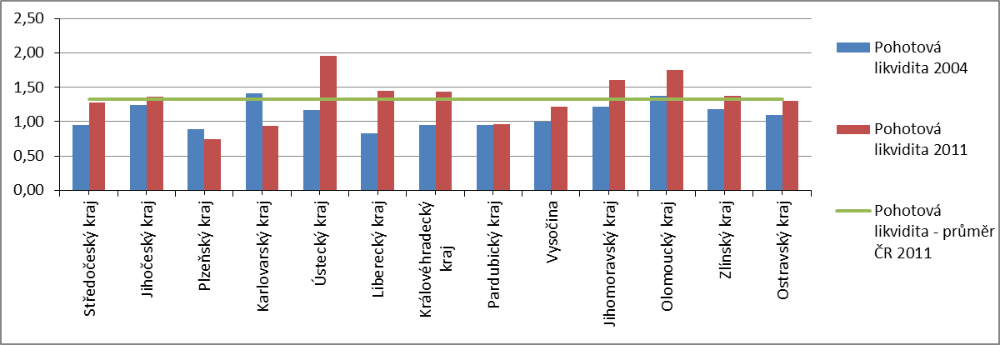 2,50
2,00
1,50
1,00
0,50
0,00
Středočeský kraj
Jihočeský kraj
Plzeňský kraj
Karlovarský kraj
Ústecký kraj
Liberecký kraj
Královéhradecký
kraj
Pardubický kraj
Vysočina
Jihomoravský kraj
Olomoucký kraj
Zlínský kraj
Ostravský kraj
Pohotová
likvidita 2004
Pohotová
likvidita 2011
Pohotová
likvidita - průměr
ČR 2011